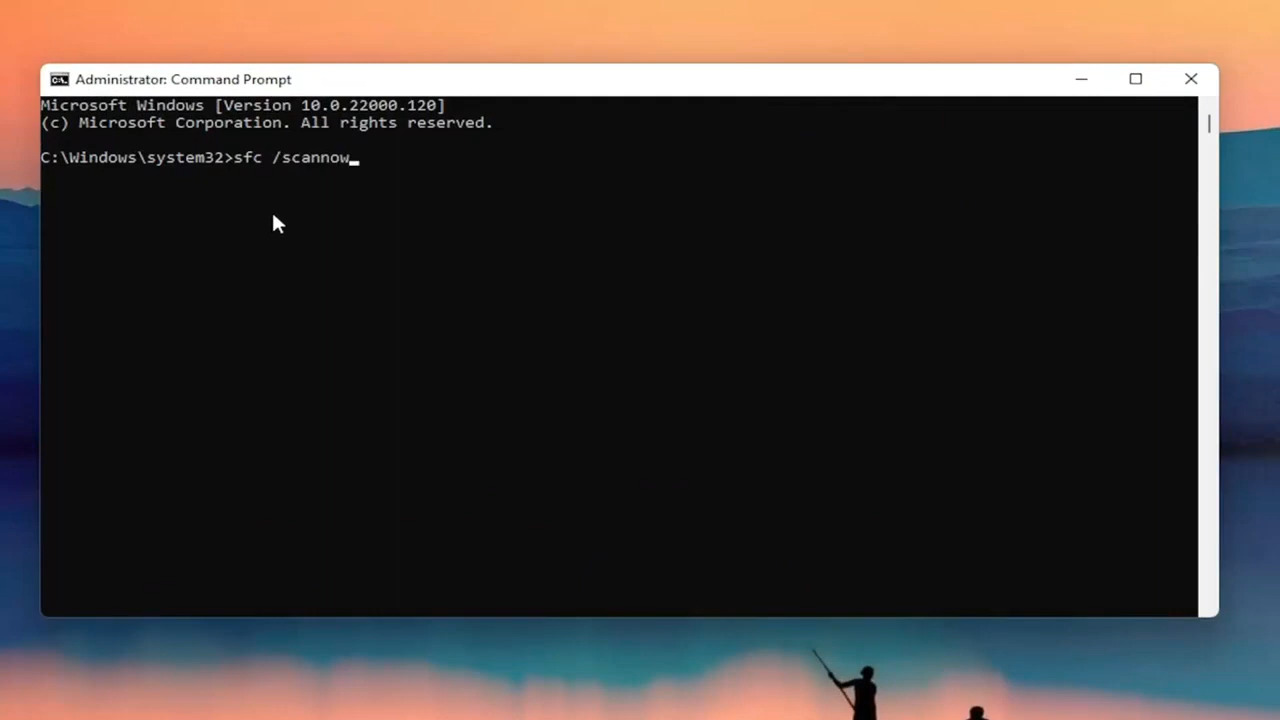 Administrator: Command Prompt
Microsoft Windows [Version 10.0.22000.120]
(c) Microsoft Corporation. All rights reserved.
C:\Windows\system32>sfc /scannow